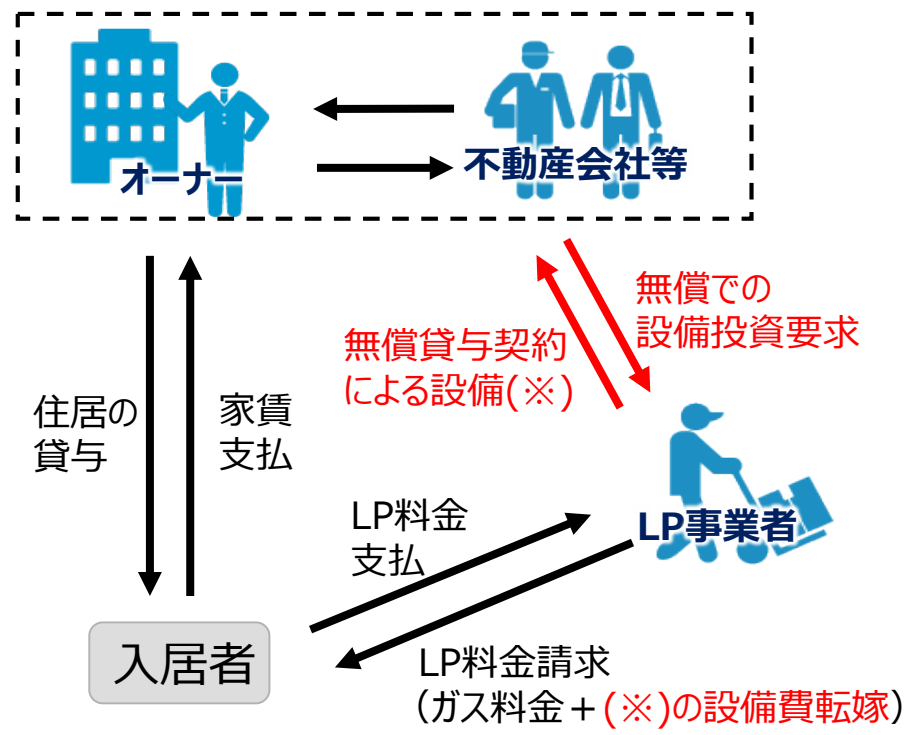 オーナー
不動産会社等
無償での
設備投資要求
無償貸与契約
による設備(※)
住居の
貸与
家賃
支払
LP料金
支払
LP事業者
入居者
LP料金請求
（ガス料金＋(※)の設備費転嫁）